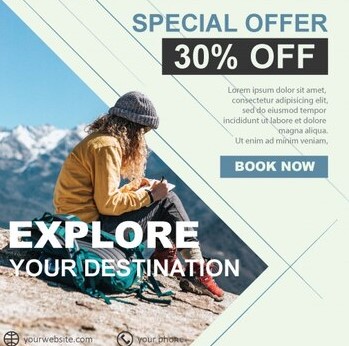 SPECIAL OFFER
30% OFF
Lorem ipsum dolor sit amet,
consectetur adipisicing elit,
sed do eiusmod tempor
incididunt ut labore et dolore
magna aliqua.
Ut enim ad minim veniam,
BOOK NOW
EXPLORE
YOUR DESTINATION
yourwebsite.com
your phone